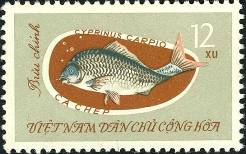 CYPRINUS CARPIO
12
XU
Bưu chính
CÁ CHÉP
VIỆT NAM DÂN CHỦ CỘNG HÒA